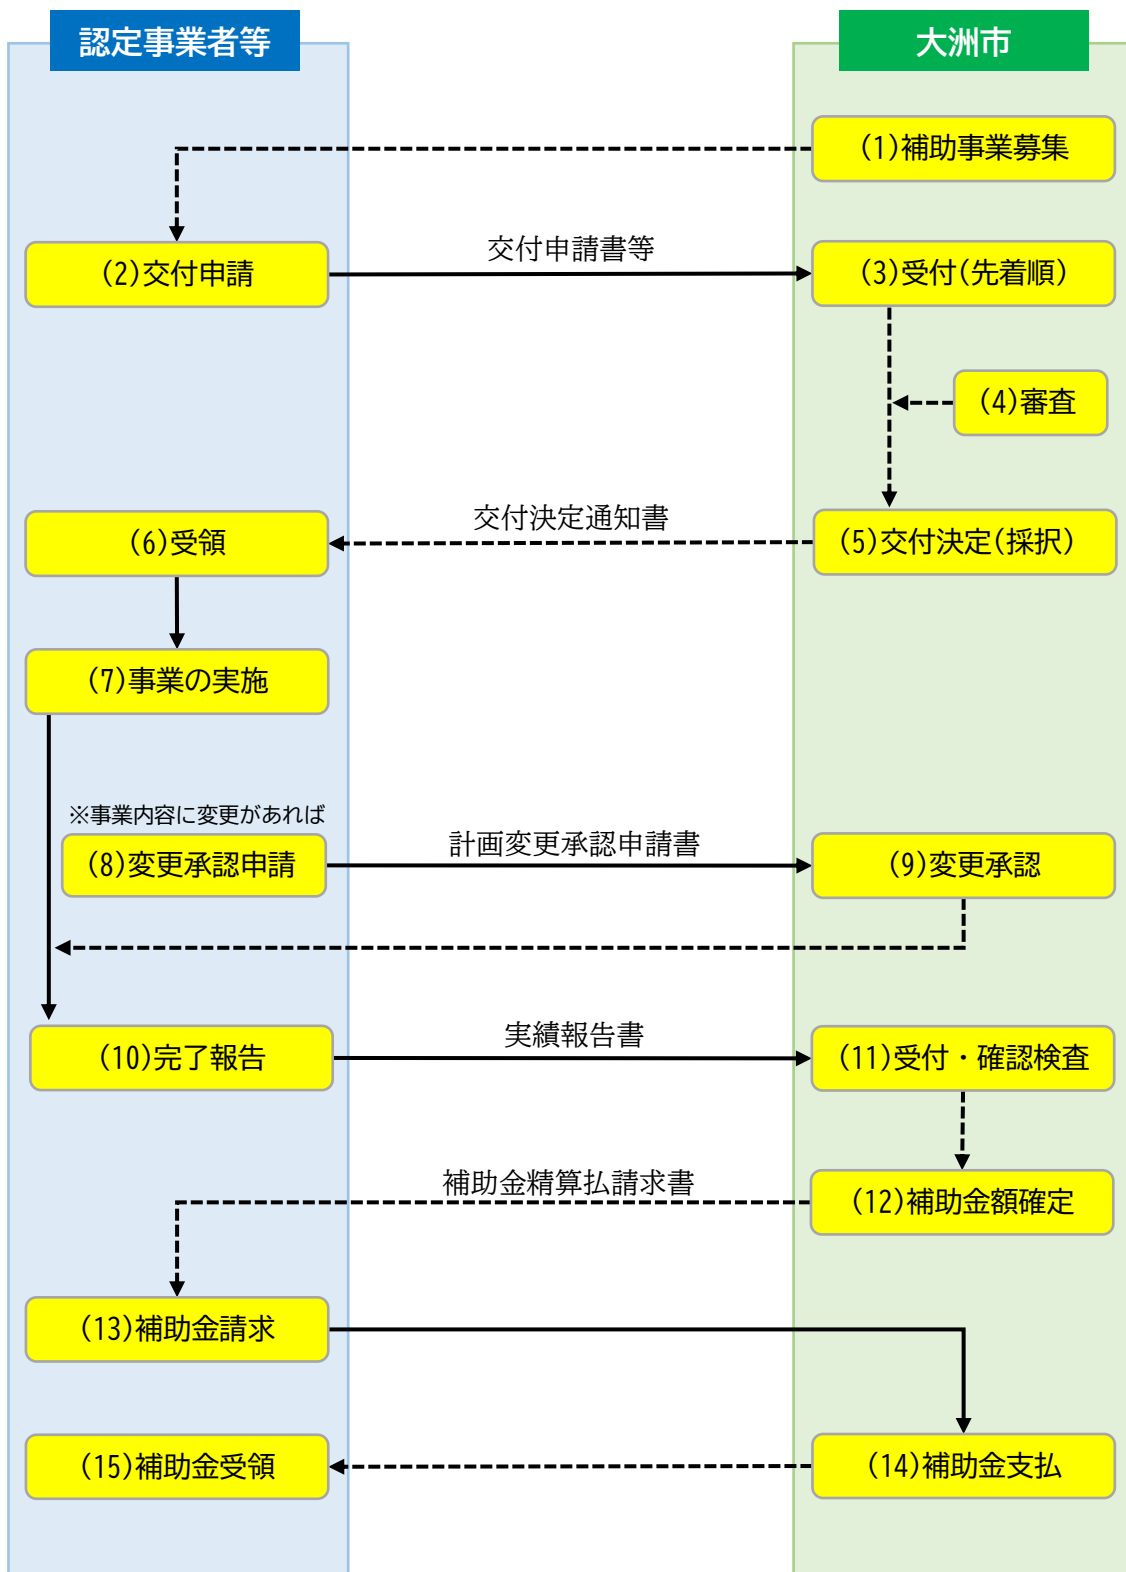 認定事業者等
大洲市
(1)補助事業募集
交付申請書等
(2)交付申請
(3)受付(先着順)
(4)審査
交付決定通知書
(6)受領
(5)交付決定(採択)
(7)事業の実施
※事業内容に変更があれば
計画変更承認申請書
(8)変更承認申請
(9)変更承認
実績報告書
(10)完了報告
(11)受付・確認検査
補助金精算払請求書
(12)補助金額確定
(13)補助金請求
(15)補助金受領
(14)補助金支払